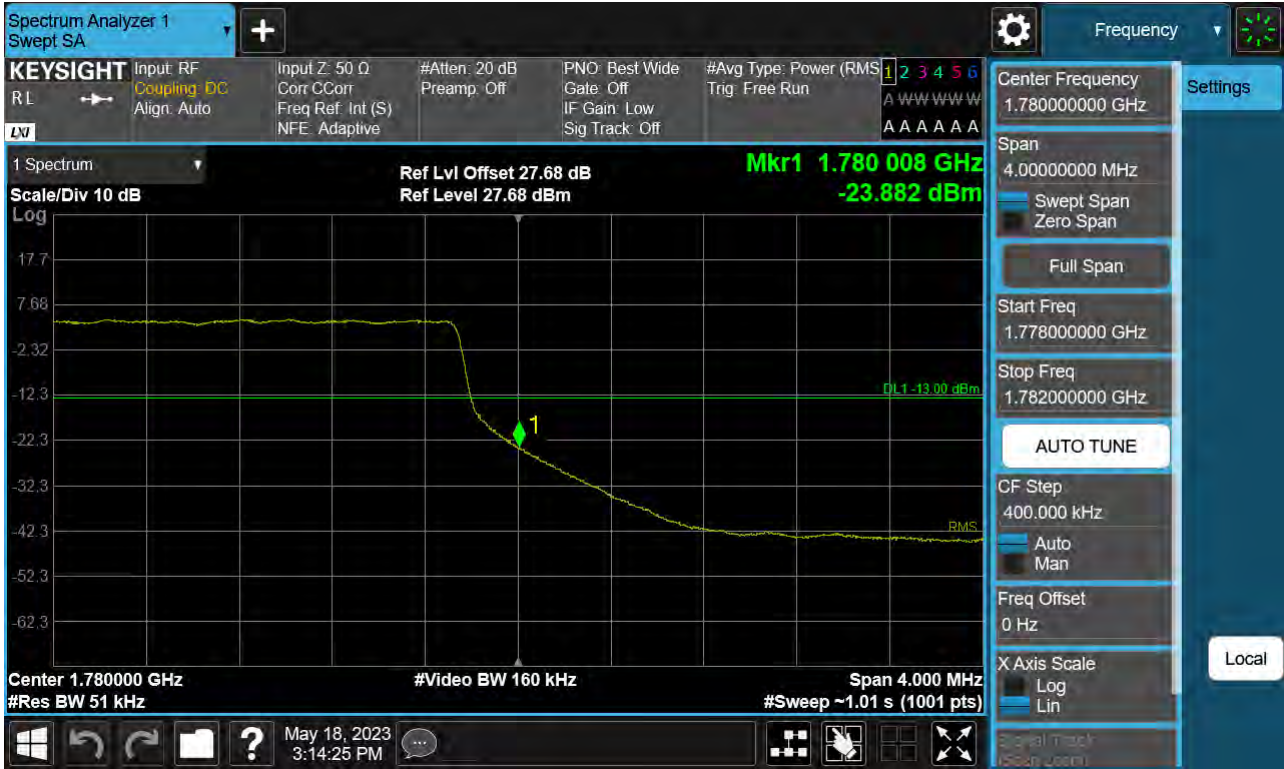 Spectrum Analyzer 1
Swept SA
Frequency
KEYSIGHT
RL
LXI
Input: RF
Coupling: DC
Align: Auto
Input Z: 50 Ω
Corr CCorr
Freq Ref: Int (S)
NFE: Adaptive
#Atten: 20 dB
Preamp: Off
PNO: Best Wide
Gate: Off
IF Gain: Low
Sig Track: Off
#Avg Type: Power (RMS
Trig: Free Run
1 2 3 4 5 6
A W W W W W
A A A A A A
1 Spectrum
Scale/Div 10 dB
Log
Ref Lvl Offset 27.68 dB
Ref Level 27.68 dBm
Mkr1 1.780 008 GHz
-23.882 dBm
17.7
7.68
-2.32
-12.3
-22.3
-32.3
-42.3
-52.3
-62.3
DL1 -13.00 dBm
1
RMS
Center 1.780000 GHz
#Res BW 51 kHz
#Video BW 160 kHz
Span 4.000 MHz
#Sweep ~1.01 s (1001 pts)
Center Frequency
1.780000000 GHz
Settings
Span
4.00000000 MHz
Swept Span
Zero Span
Full Span
Start Freq
1.778000000 GHz
Stop Freq
1.782000000 GHz
AUTO TUNE
CF Step
400.000 kHz
Auto
Man
Freq Offset
0 Hz
X Axis Scale
Log
Lin
Local
Signal Track
(Span Zoom)
?
May 18, 2023
3:14:25 PM